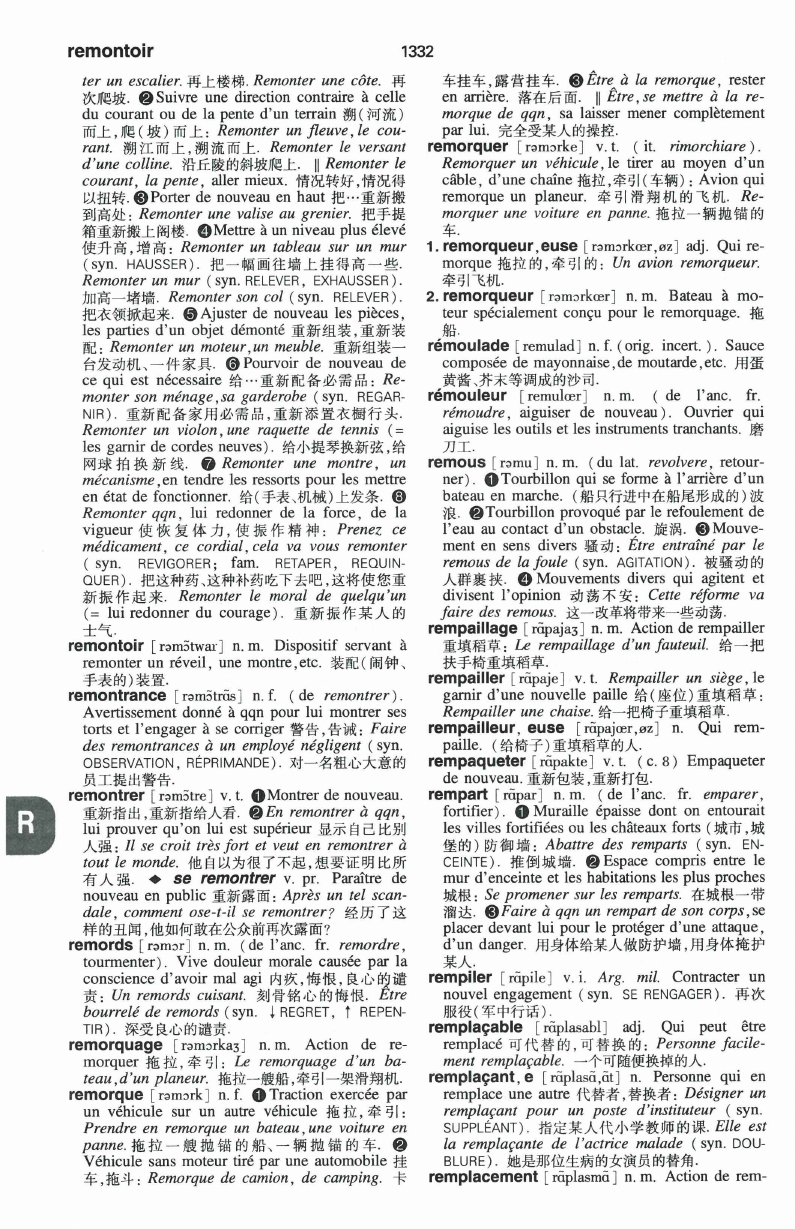 remontoir
1332
ter un escalier. 再上楼梯. Remonter une côte. 再
次爬坡. ❷Suivre une direction contraire à celle
du courant ou de la pente d'un terrain 溯(河流)
而上,爬(坡)而上: Remonter un fleuve, le cou-
rant. 溯江而上,溯流而上. Remonter le versant
d'une colline. 沿丘陵的斜坡爬上. ‖ Remonter le
courant, la pente, aller mieux. 情况转好,情况得
以扭转. ❸Porter de nouveau en haut 把…重新搬
到高处: Remonter une valise au grenier. 把手提
箱重新搬上阁楼. ❹Mettre à un niveau plus élevé
使升高,增高: Remonter un tableau sur un mur
(syn. HAUSSER). 把一幅画往墙上挂得高一些.
Remonter un mur (syn. RELEVER, EXHAUSSER).
加高一堵墙. Remonter son col (syn. RELEVER).
把衣领掀起来. ❺Ajuster de nouveau les pièces,
les parties d'un objet démonté 重新组装,重新装
配: Remonter un moteur,un meuble. 重新组装一
台发动机、一件家具. ❻Pourvoir de nouveau de
ce qui est nécessaire 给…重新配备必需品: Re-
monter son ménage,sa garderobe (syn. REGAR-
NIR). 重新配备家用必需品,重新添置衣橱行头.
Remonter un violon,une raquette de tennis (=
les garnir de cordes neuves). 给小提琴换新弦,给
网球拍换新线. ❼ Remonter une montre, un
mécanisme,en tendre les ressorts pour les mettre
en état de fonctionner. 给(手表、机械)上发条. ❽
Remonter qqn, lui redonner de la force, de la
vigueur 使恢复体力,使振作精神: Prenez ce
médicament, ce cordial, cela va vous remonter
( syn. REVIGORER; fam. RETAPER, REQUIN-
QUER). 把这种药、这种补药吃下去吧,这将使您重
新振作起来. Remonter le moral de quelqu'un
(= lui redonner du courage). 重新振作某人的
士气.
remontoir [rəmɔ̃twar] n. m. Dispositif servant à
remonter un réveil, une montre,etc. 装配(闹钟、
手表的)装置.
remontrance [rəmɔ̃trɑ̃s] n. f. ( de remontrer).
Avertissement donné à qqn pour lui montrer ses
torts et l'engager à se corriger 警告,告诫: Faire
des remontrances à un employé négligent (syn.
OBSERVATION, RÉPRIMANDE). 对一名粗心大意的
员工提出警告.
remontrer [rəmɔ̃tre] v. t. ❶Montrer de nouveau.
重新指出,重新指给人看. ❷En remontrer à qqn,
lui prouver qu'on lui est supérieur 显示自己比别
人强: Il se croit très fort et veut en remontrer à
tout le monde. 他自以为很了不起,想要证明比所
有人强. ◆ se remontrer v. pr. Paraître de
nouveau en public 重新露面: Après un tel scan-
dale, comment ose-t-il se remontrer? 经历了这
样的丑闻,他如何敢在公众前再次露面?
remords [rəmɔr] n. m. (de l'anc. fr. remordre,
tourmenter). Vive douleur morale causée par la
conscience d'avoir mal agi 内疚,悔恨,良心的谴
责: Un remords cuisant. 刻骨铭心的悔恨. Être
bourrelé de remords (syn. ↓ REGRET, ↑ REPEN-
TIR). 深受良心的谴责.
remorquage [rəmɔrkaʒ] n. m. Action de re-
morquer 拖拉,牵引: Le remorquage d'un ba-
teau,d'un planeur. 拖拉一艘船,牵引一架滑翔机.
remorque [rəmɔrk] n. f. ❶Traction exercée par
un véhicule sur un autre véhicule 拖拉,牵引:
Prendre en remorque un bateau,une voiture en
panne. 拖拉一艘抛锚的船、一辆抛锚的车. ❷
Véhicule sans moteur tiré par une automobile 挂
车,拖斗: Remorque de camion, de camping. 卡
车挂车,露营挂车. ❸Être à la remorque, rester
en arrière. 落在后面. ‖ Être,se mettre à la re-
morque de qqn, sa laisser mener complètement
par lui. 完全受某人的操控.
remorquer [rəmɔrke] v. t. ( it. rimorchiare).
Remorquer un véhicule, le tirer au moyen d'un
câble, d'une chaîne 拖拉,牵引(车辆): Avion qui
remorque un planeur. 牵引滑翔机的飞机. Re-
morquer une voiture en panne. 拖拉一辆抛锚的
车.
1. remorqueur,euse [rəmɔrkœr,øz] adj. Qui re-
morque 拖拉的,牵引的: Un avion remorqueur.
牵引飞机.
2. remorqueur [rəmɔrkœr] n. m. Bateau à mo-
teur spécialement conçu pour le remorquage. 拖
船.
rémoulade [remulad] n. f. (orig. incert.). Sauce
composée de mayonnaise,de moutarde,etc. 用蛋
黄酱、芥末等调成的沙司.
rémouleur [remulœr] n. m. ( de l'anc. fr.
rémoudre, aiguiser de nouveau). Ouvrier qui
aiguise les outils et les instruments tranchants. 磨
刀工.
remous [rəmu] n. m. (du lat. revolvere, retour-
ner). ❶Tourbillon qui se forme à l'arrière d'un
bateau en marche. (船只行进中在船尾形成的)波
浪. ❷Tourbillon provoqué par le refoulement de
l'eau au contact d'un obstacle. 旋涡. ❸Mouve-
ment en sens divers 骚动: Être entraîné par le
remous de la foule (syn. AGITATION). 被骚动的
人群裹挟. ❹ Mouvements divers qui agitent et
divisent l'opinion 动荡不安: Cette réforme va
faire des remous. 这一改革将带来一些动荡.
rempaillage [rɑ̃pajaʒ] n. m. Action de rempailler
重填稻草: Le rempaillage d'un fauteuil. 给一把
扶手椅重填稻草.
rempailler [rɑ̃paje] v. t. Rempailler un siège, le
garnir d'une nouvelle paille 给(座位)重填稻草:
Rempailler une chaise. 给一把椅子重填稻草.
rempailleur, euse [rɑ̃pajœr,øz] n. Qui rem-
paille. (给椅子)重填稻草的人.
rempaqueter [rɑ̃pakte] v. t. (c. 8) Empaqueter
de nouveau. 重新包装,重新打包.
rempart [rɑ̃par] n. m. (de l'anc. fr. emparer,
fortifier). ❶ Muraille épaisse dont on entourait
les villes fortifiées ou les châteaux forts (城市,城
堡的)防御墙: Abattre des remparts (syn. EN-
CEINTE). 推倒城墙. ❷Espace compris entre le
mur d'enceinte et les habitations les plus proches
城根: Se promener sur les remparts. 在城根一带
溜达. ❸Faire à qqn un rempart de son corps,se
placer devant lui pour le protéger d'une attaque,
d'un danger. 用身体给某人做防护墙,用身体掩护
某人.
rempiler [rɑ̃pile] v. i. Arg. mil. Contracter un
nouvel engagement (syn. SE RENGAGER). 再次
服役(军中行话).
remplaçable [rɑ̃plasabl] adj. Qui peut être
remplacé 可代替的,可替换的: Personne facile-
ment remplaçable. 一个可随便换掉的人.
remplaçant,e [rɑ̃plasɑ̃,ɑ̃t] n. Personne qui en
remplace une autre 代替者,替换者: Désigner un
remplaçant pour un poste d'instituteur ( syn.
SUPPLÉANT). 指定某人代小学教师的课. Elle est
la remplaçante de l'actrice malade (syn. DOU-
BLURE). 她是那位生病的女演员的替角.
remplacement [rɑ̃plasmɑ̃] n. m. Action de rem-
R